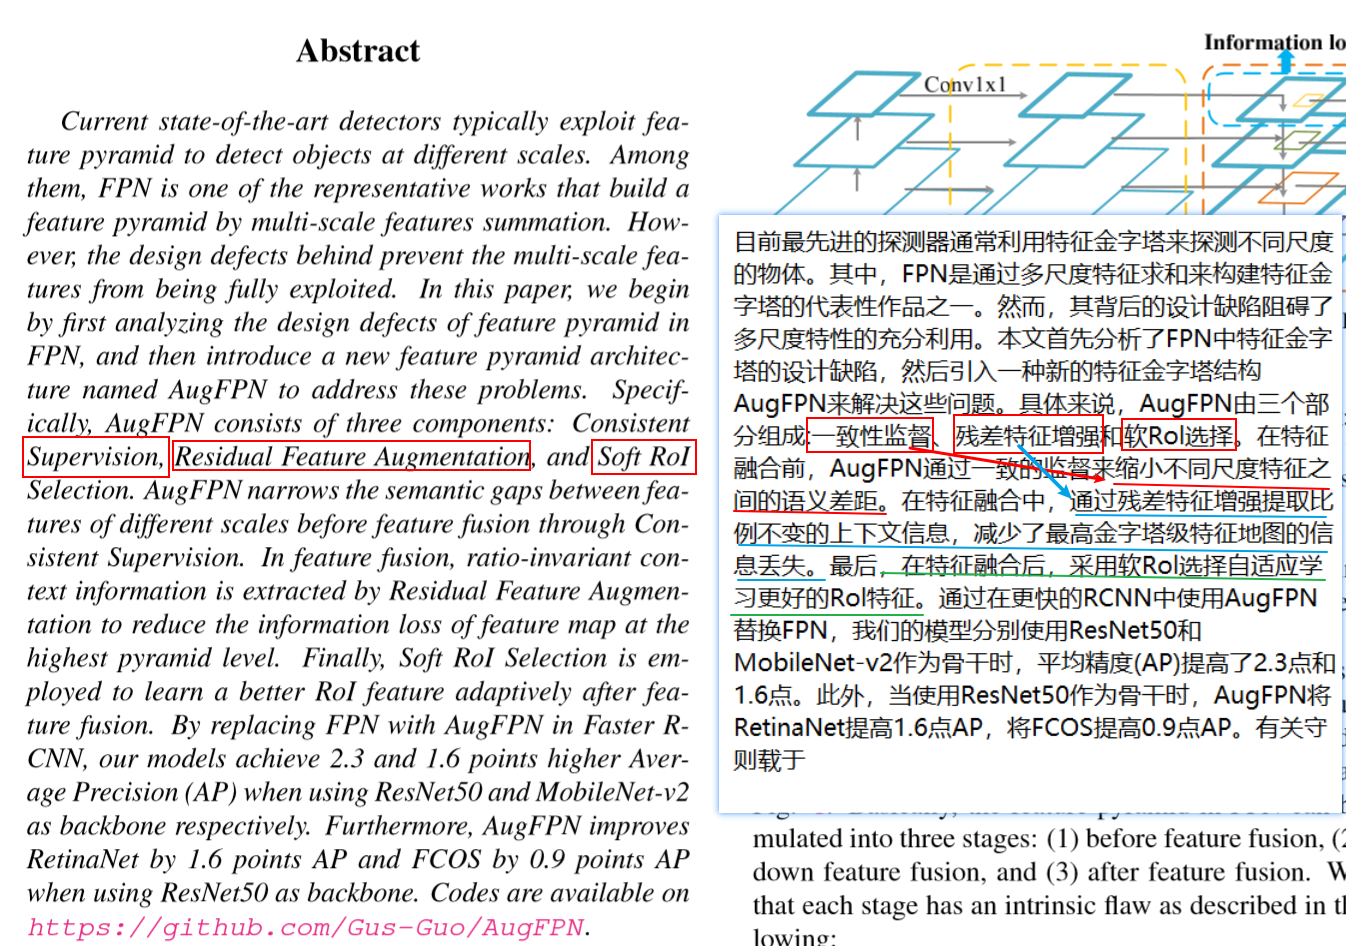 Abstract
Current state-of-the-art detectors typically exploit fea-
ture pyramid to detect objects at different scales. Among
them, FPN is one of the representative works that build a
feature pyramid by multi-scale features summation. How-
ever, the design defects behind prevent the multi-scale fea-
tures from being fully exploited. In this paper, we begin
by first analyzing the design defects of feature pyramid in
FPN, and then introduce a new feature pyramid architec-
ture named AugFPN to address these problems. Specif-
ically, AugFPN consists of three components: Consistent
Supervision, Residual Feature Augmentation, and Soft RoI
Selection. AugFPN narrows the semantic gaps between fea-
tures of different scales before feature fusion through Con-
sistent Supervision. In feature fusion, ratio-invariant con-
text information is extracted by Residual Feature Augmen-
tation to reduce the information loss of feature map at the
highest pyramid level. Finally, Soft RoI Selection is em-
ployed to learn a better RoI feature adaptively after fea-
ture fusion. By replacing FPN with AugFPN in Faster R-
CNN, our models achieve 2.3 and 1.6 points higher Aver-
age Precision (AP) when using ResNet50 and MobileNet-v2
as backbone respectively. Furthermore, AugFPN improves
RetinaNet by 1.6 points AP and FCOS by 0.9 points AP
when using ResNet50 as backbone. Codes are available on
https://github.com/Gus-Guo/AugFPN.
Information lo
Conv1x1
目前最先进的探测器通常利用特征金字塔来探测不同尺度
的物体。其中，FPN是通过多尺度特征求和来构建特征金
字塔的代表性作品之一。然而，其背后的设计缺陷阻碍了
多尺度特性的充分利用。本文首先分析了FPN中特征金字
塔的设计缺陷，然后引入一种新的特征金字塔结构
AugFPN来解决这些问题。具体来说，AugFPN由三个部
分组成:一致性监督、残差特征增强和软RoI选择。在特征
融合前，AugFPN通过一致的监督来缩小不同尺度特征之
间的语义差距。在特征融合中，通过残差特征增强提取比
例不变的上下文信息，减少了最高金字塔级特征地图的信
息丢失。最后，在特征融合后，采用软RoI选择自适应学
习更好的RoI特征。通过在更快的RCNN中使用AugFPN
替换FPN，我们的模型分别使用ResNet50和
MobileNet-v2作为骨干时，平均精度(AP)提高了2.3点和
1.6点。此外，当使用ResNet50作为骨干时，AugFPN将
RetinaNet提高1.6点AP，将FCOS提高0.9点AP。有关守
则载于
mulated into three stages: (1) before feature fusion, (2
down feature fusion, and (3) after feature fusion. W
that each stage has an intrinsic flaw as described in th
lowing: